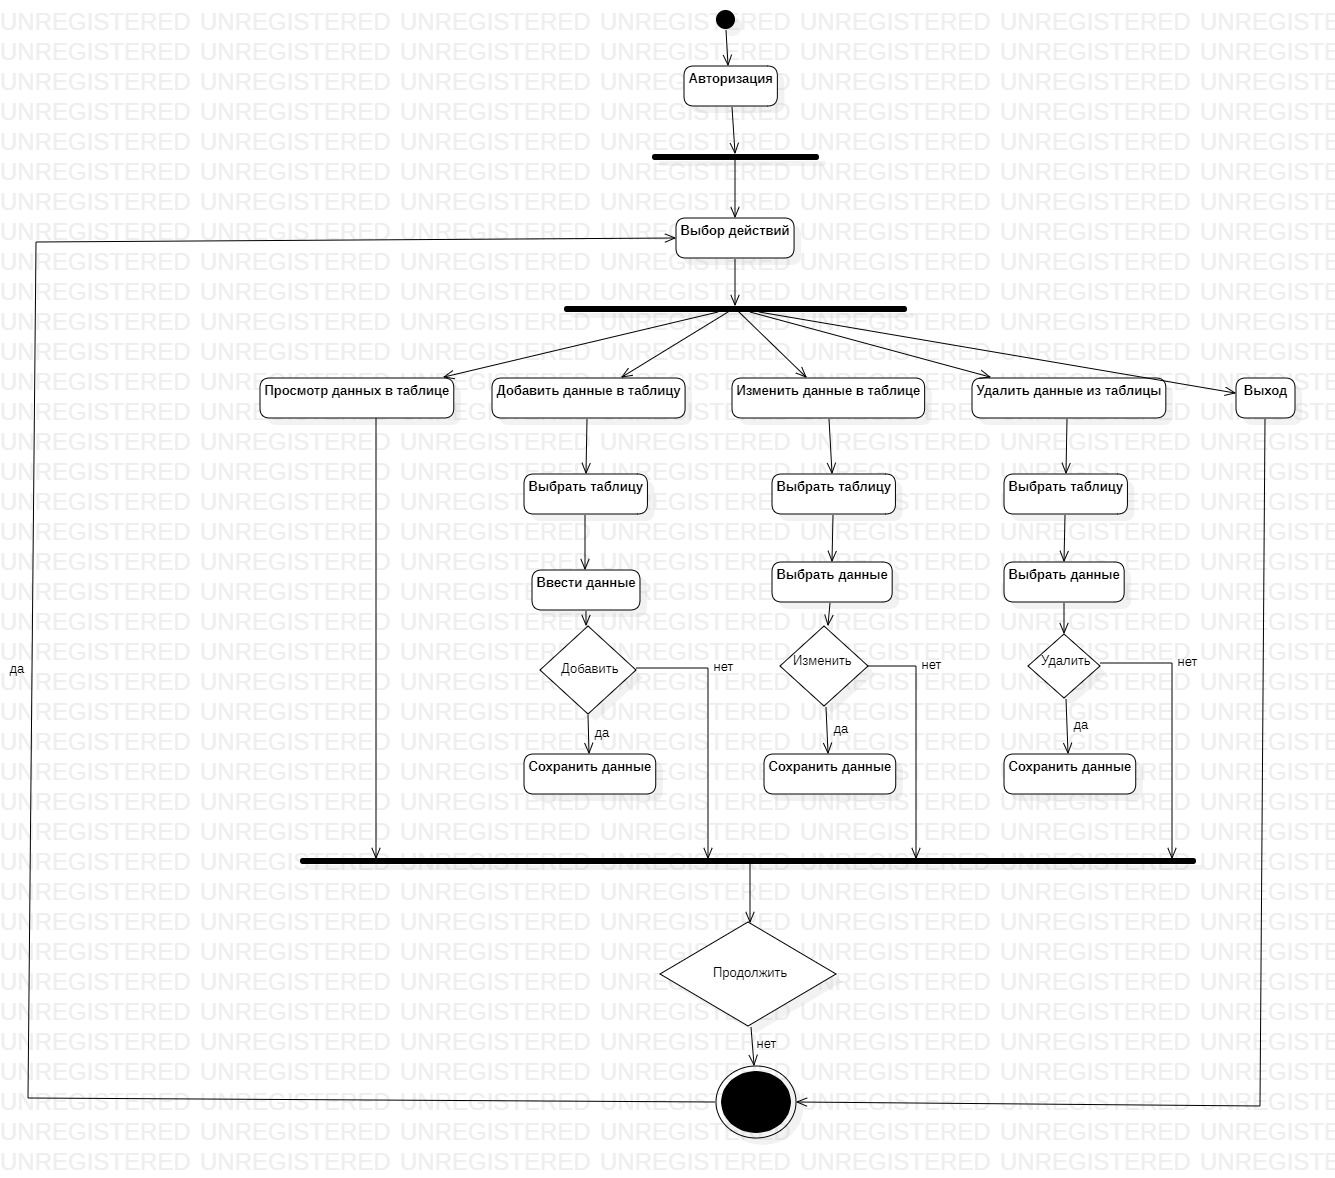 Авторизация
Выбор действий
Просмотр данных в таблице
Добавить данные в таблицу
Изменить данные в таблице
Удалить данные из таблицы
Выход
Выбрать таблицу
Выбрать таблицу
Выбрать таблицу
Ввести данные
Выбрать данные
Выбрать данные
Добавить
нет
Изменить
нет
Удалить
нет
да
да
да
да
Сохранить данные
Сохранить данные
Сохранить данные
Продолжить
нет
UNREGISTERED